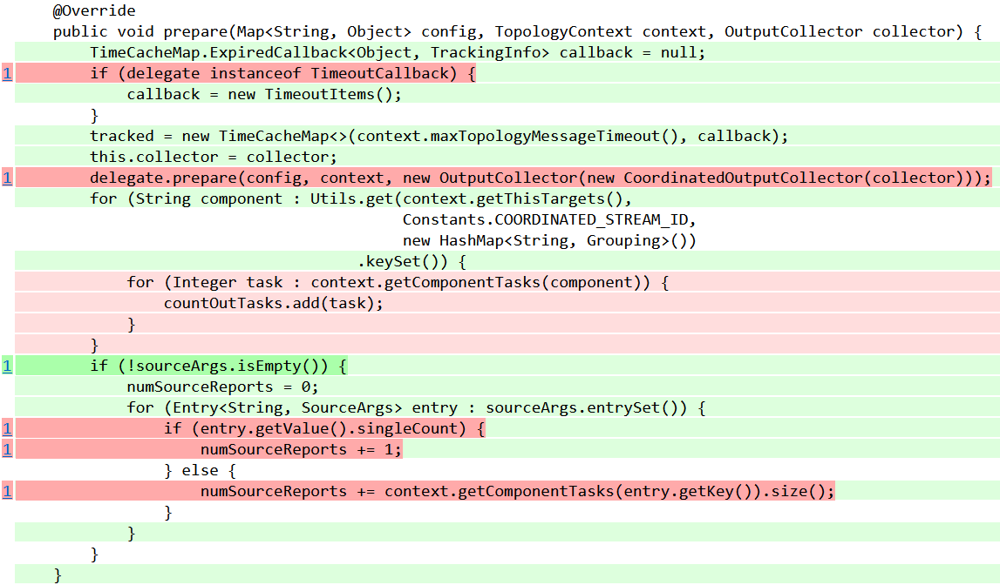 @Override
public void prepare(Map<String, Object> config, TopologyContext context, OutputCollector collector) {
TimeCacheMap.ExpiredCallback<Object, TrackingInfo> callback = null;
1 if (delegate instanceof TimeoutCallback) {
callback = new TimeoutItems();
}
tracked = new TimeCacheMap<>(context.maxTopologyMessageTimeout(), callback);
this.collector = collector;
1 delegate.prepare(config, context, new OutputCollector(new CoordinatedOutputCollector(collector)));
for (String component : Utils.get(context.getThisTargets(),
Constants.COORDINATED_STREAM_ID,
new HashMap<String, Grouping>())
.keySet()) {
for (Integer task : context.getComponentTasks(component)) {
countOutTasks.add(task);
}
}
1 if (!sourceArgs.isEmpty()) {
numSourceReports = 0;
for (Entry<String, SourceArgs> entry : sourceArgs.entrySet()) {
1 if (entry.getValue().singleCount) {
1 numSourceReports += 1;
} else {
1 numSourceReports += context.getComponentTasks(entry.getKey()).size();
}
}
}
}